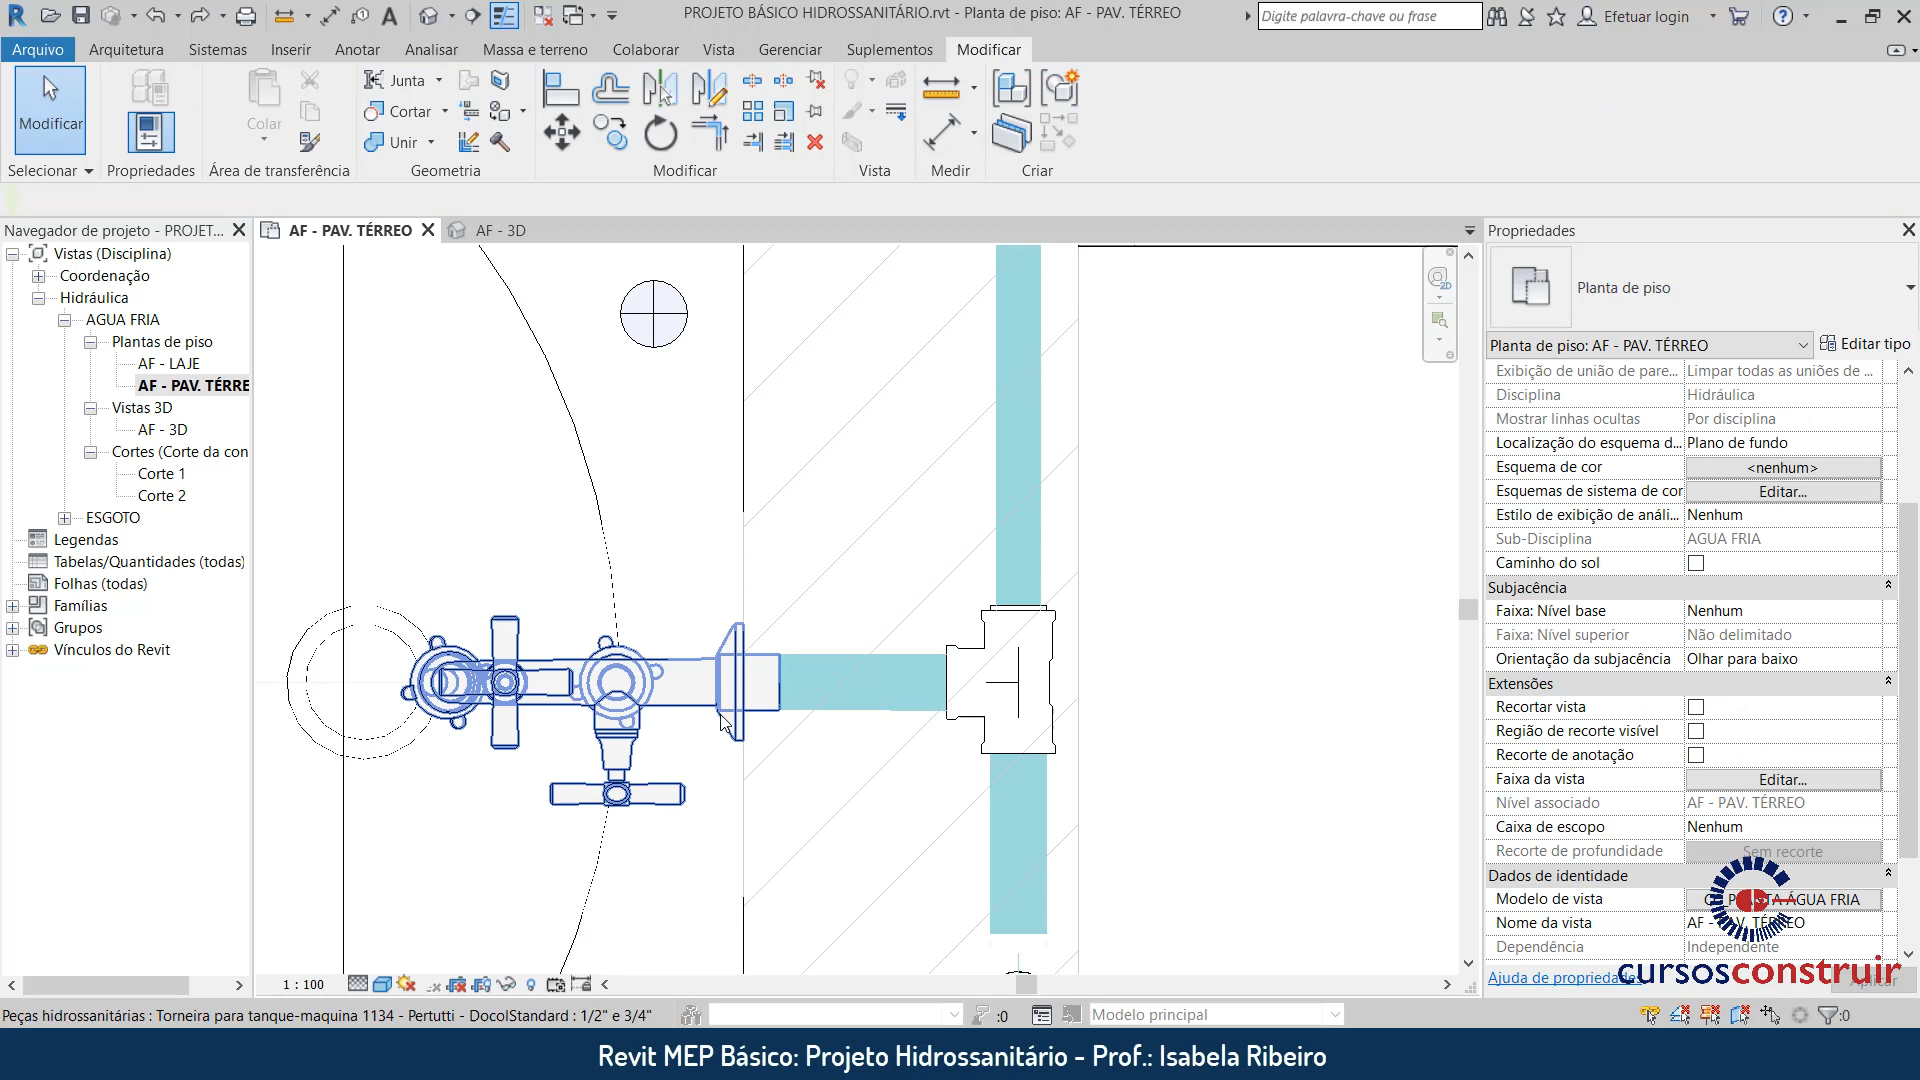 PROJETO BÁSICO HIDROSSANITÁRIO.rvt - Planta de piso: AF - PAV. TÉRREO
Digite palavra-chave ou frase
Efetuar login
Arquivo Arquitetura Sistemas Inserir Anotar Analisar Massa e terreno Colaborar Vista Gerenciar Suplementos Modificar
Modificar
Colar
Junta
Cortar
Unir
Selecionar Propriedades Área de transferência Geometria Modificar Vista Medir Criar
Navegador de projeto - PROJET...
AF - PAV. TÉRREO
AF - 3D
Vistas (Disciplina)
Coordenação
Hidráulica
AGUA FRIA
Plantas de piso
AF - LAJE
AF - PAV. TÉRRE
Vistas 3D
AF - 3D
Cortes (Corte da con
Corte 1
Corte 2
ESGOTO
Legendas
Tabelas/Quantidades (todas)
Folhas (todas)
Famílias
Grupos
Vínculos do Revit
2D
Propriedades
Planta de piso
Planta de piso: AF - PAV. TÉRREO
Editar tipo
Exibição de união de pare... Limpar todas as uniões de ...
Disciplina Hidráulica
Mostrar linhas ocultas Por disciplina
Localização do esquema d... Plano de fundo
Esquema de cor <nenhum>
Esquemas de sistema de cor Editar...
Estilo de exibição de análi... Nenhum
Sub-Disciplina AGUA FRIA
Caminho do sol
Subjacência
Faixa: Nível base Nenhum
Faixa: Nível superior Não delimitado
Orientação da subjacência Olhar para baixo
Extensões
Recortar vista
Região de recorte visível
Recorte de anotação
Faixa da vista Editar...
Nível associado AF - PAV. TÉRREO
Caixa de escopo Nenhum
Recorte de profundidade Sem recorte
Dados de identidade
Modelo de vista ÁGUA FRIA
Nome da vista
Dependência Independente
Ajuda de propriedade
cursosconstruir
1 : 100
Peças hidrossanitárias : Torneira para tanque-maquina 1134 - Pertutti - DocolStandard : 1/2" e 3/4"
:0
Modelo principal
:0
Revit MEP Básico: Projeto Hidrossanitário - Prof.: Isabela Ribeiro